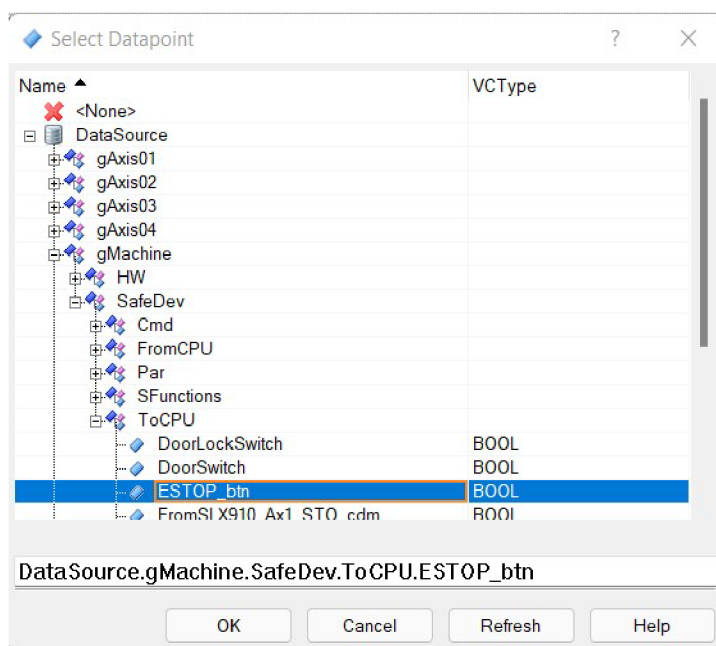 Select Datapoint
?
Name
VCType
<None>
DataSource
gAxis01
gAxis02
gAxis03
gAxis04
gMachine
HW
SafeDev
Cmd
FromCPU
Par
SFunctions
ToCPU
DoorLockSwitch BOOL
DoorSwitch BOOL
ESTOP_btn BOOL
FromSLX910_Ax1_STO_cdm BOOL
DataSource.gMachine.SafeDev.ToCPU.ESTOP_btn
OK Cancel Refresh Help